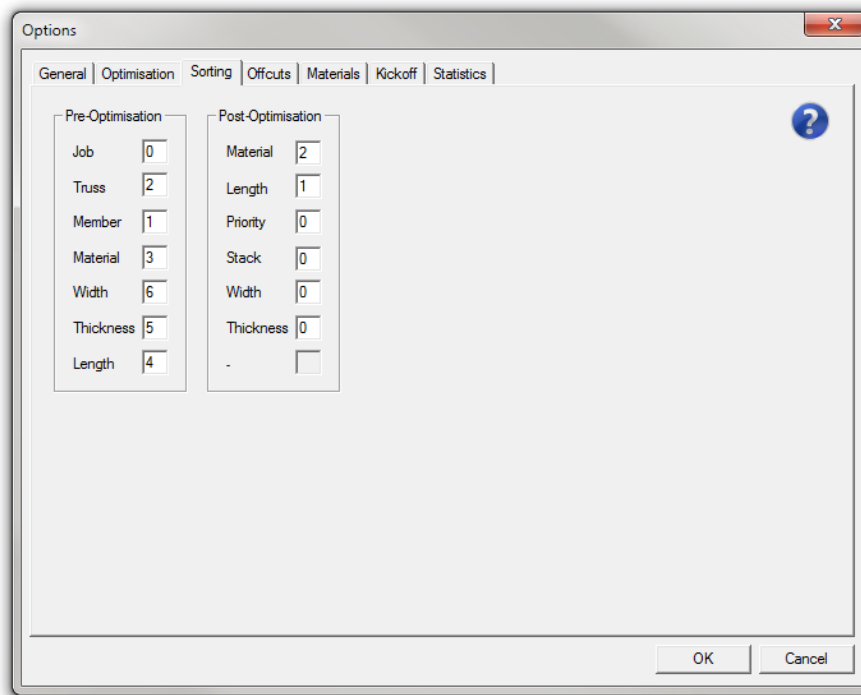 Options
General Optimisation Sorting Offcuts Materials Kickoff Statistics
Pre-Optimisation
Job 0
Truss 2
Member 1
Material 3
Width 6
Thickness 5
Length 4
Post-Optimisation
Material 2
Length 1
Priority 0
Stack 0
Width 0
Thickness 0
-
?
OK Cancel